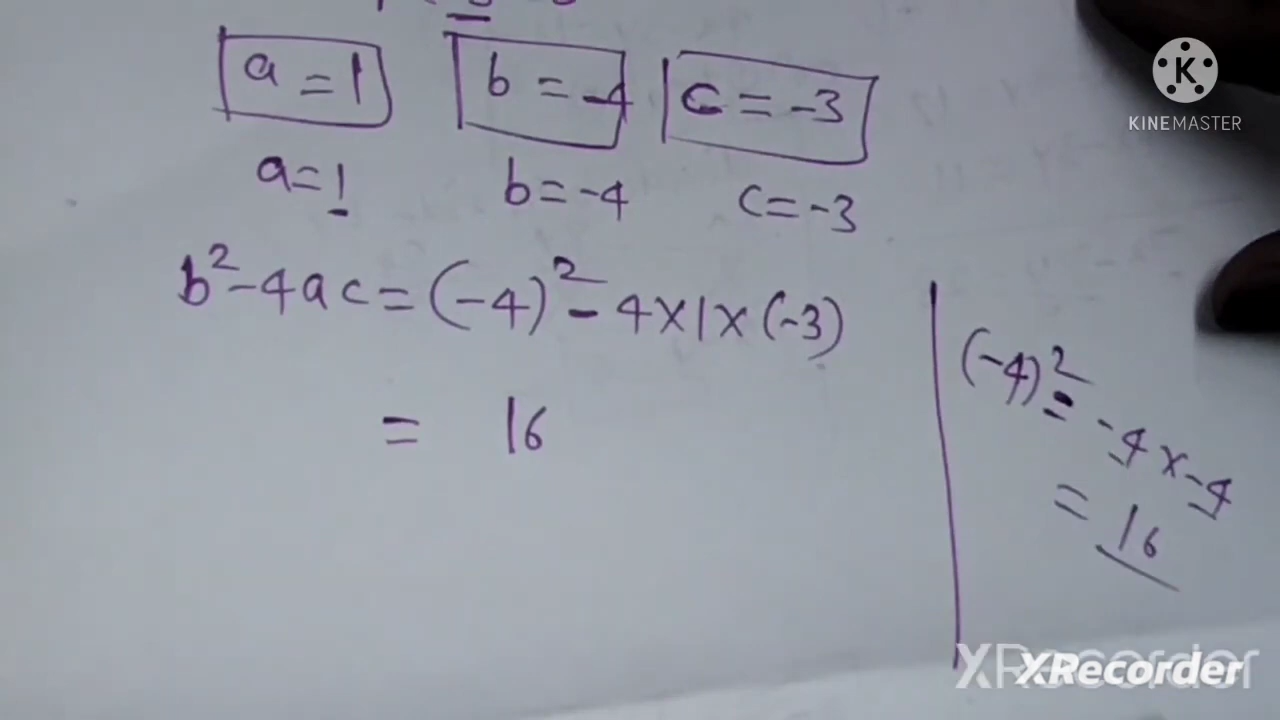 a = 1 b = -4 c = -3
a = 1 b = -4 c = -3
b² - 4ac = (-4)² - 4 × 1 × (-3)
= 16
(-4)² = -4 × -4
= 16
KINEMASTER
XRecorder
XRecorder